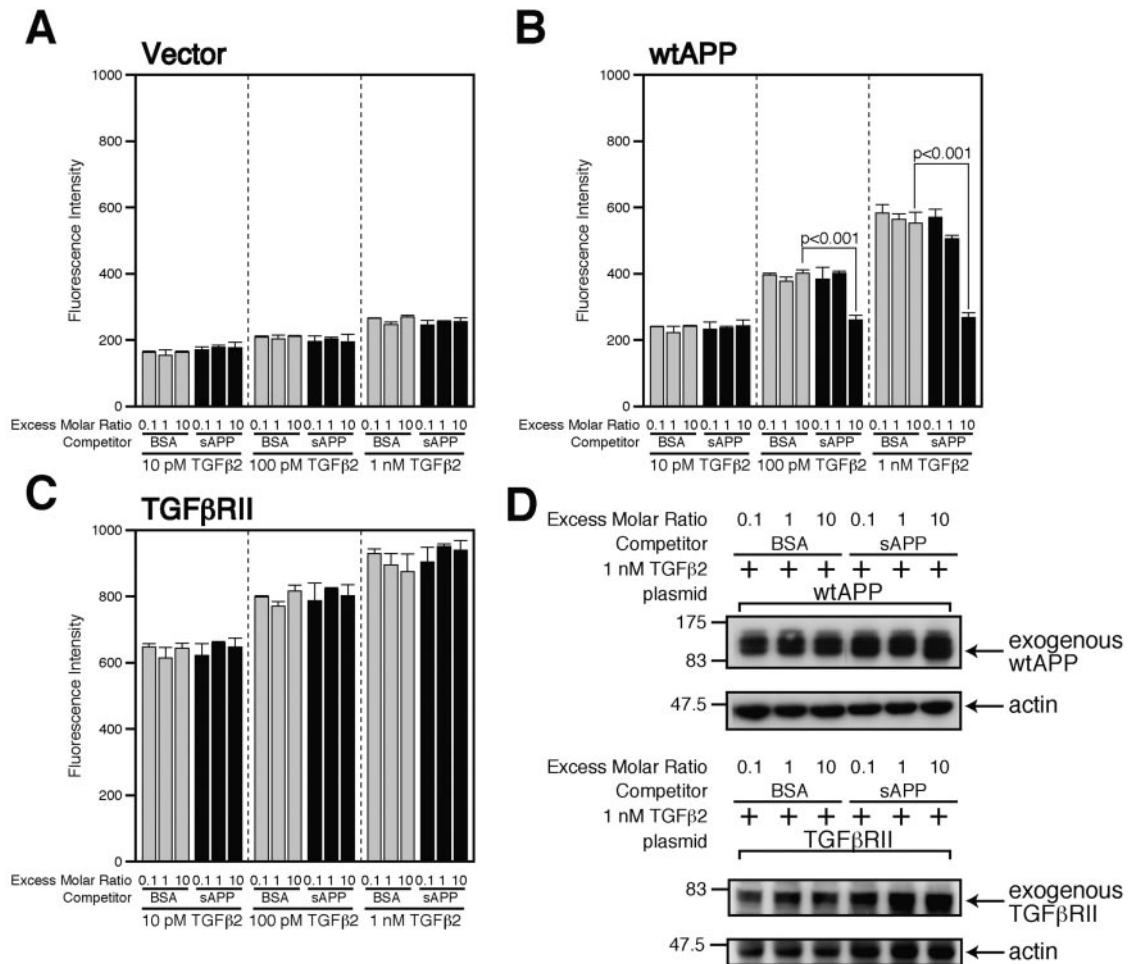 A
Vector
1000
800
600
400
200
0
Fluorescence Intensity
Excess Molar Ratio 0.1 1 10 0.1 1 10 0.1 1 10 0.1 1 10 0.1 1 10 0.1 1 10
Competitor BSA sAPP BSA sAPP BSA sAPP
10 pM TGFβ2 100 pM TGFβ2 1 nM TGFβ2
B
wtAPP
1000
800
600
400
200
0
Fluorescence Intensity
p<0.001
p<0.001
Excess Molar Ratio 0.1 1 10 0.1 1 10 0.1 1 10 0.1 1 10 0.1 1 10 0.1 1 10
Competitor BSA sAPP BSA sAPP BSA sAPP
10 pM TGFβ2 100 pM TGFβ2 1 nM TGFβ2
C
TGFβRII
1000
800
600
400
200
0
Fluorescence Intensity
Excess Molar Ratio 0.1 1 10 0.1 1 10 0.1 1 10 0.1 1 10 0.1 1 10 0.1 1 10
Competitor BSA sAPP BSA sAPP BSA sAPP
10 pM TGFβ2 100 pM TGFβ2 1 nM TGFβ2
D
Excess Molar Ratio 0.1 1 10 0.1 1 10
Competitor BSA sAPP
1 nM TGFβ2 + + + + + +
plasmid wtAPP
175
83
exogenous
wtAPP
47.5
actin
Excess Molar Ratio 0.1 1 10 0.1 1 10
Competitor BSA sAPP
1 nM TGFβ2 + + + + + +
plasmid TGFβRII
83
exogenous
TGFβRII
47.5
actin